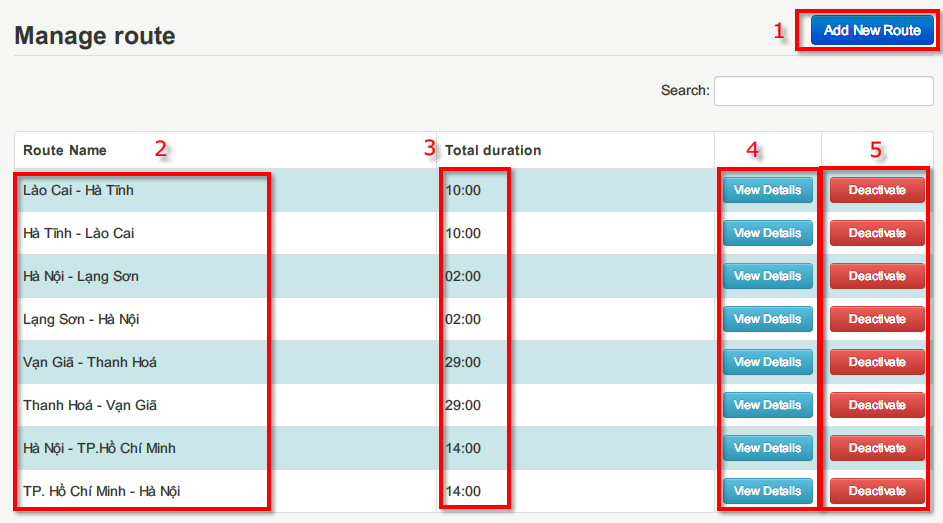 Manage route
1
Add New Route
Search:
Route Name 2 3 Total duration 4 5
Lào Cai - Hà Tĩnh 10:00 View Details Deactivate
Hà Tĩnh - Lào Cai 10:00 View Details Deactivate
Hà Nội - Lạng Sơn 02:00 View Details Deactivate
Lạng Sơn - Hà Nội 02:00 View Details Deactivate
Vạn Giã - Thanh Hoá 29:00 View Details Deactivate
Thanh Hoá - Vạn Giã 29:00 View Details Deactivate
Hà Nội - TP.Hồ Chí Minh 14:00 View Details Deactivate
TP. Hồ Chí Minh - Hà Nội 14:00 View Details Deactivate